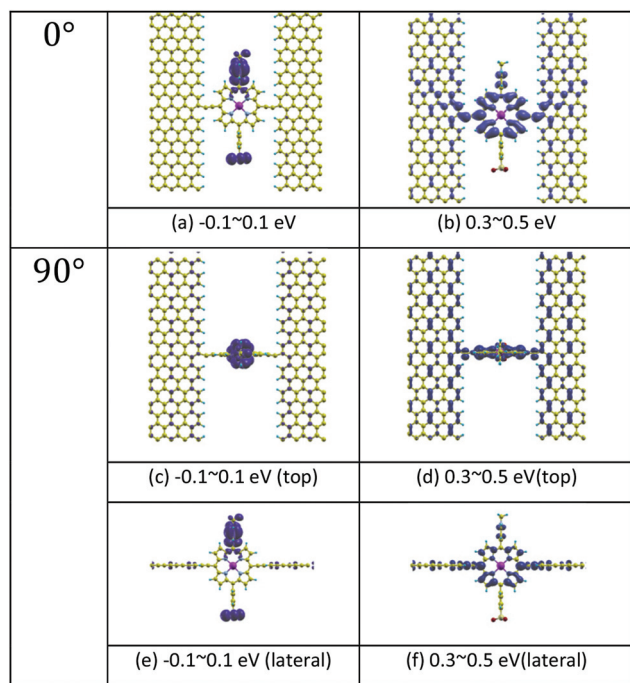 0°
(a) -0.1~0.1 eV
(b) 0.3~0.5 eV
90°
(c) -0.1~0.1 eV (top)
(d) 0.3~0.5 eV(top)
(e) -0.1~0.1 eV (lateral)
(f) 0.3~0.5 eV(lateral)